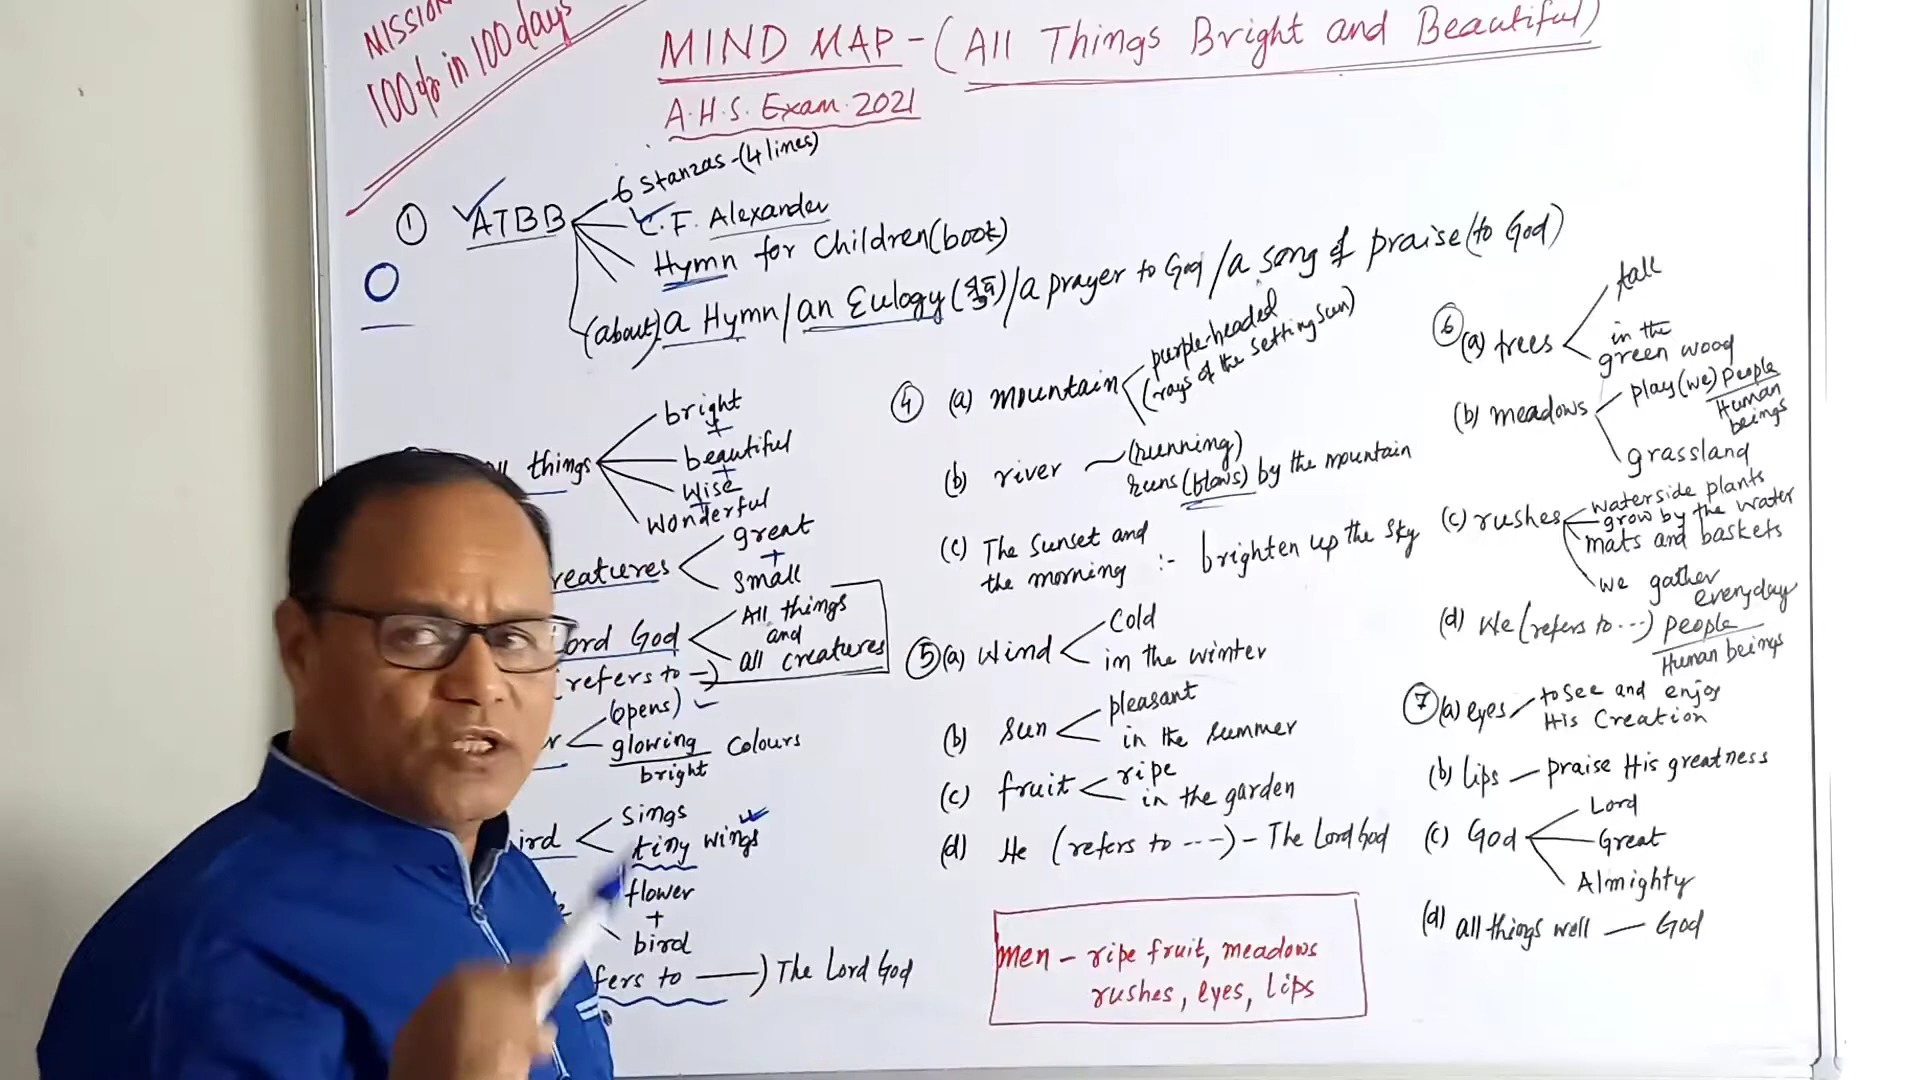 MISSION
100% in 100 days
MIND MAP - (All Things Bright and Beautiful)
A.H.S. Exam. 2021
① ATBB
6 Stanzas - (4 lines)
C. F. Alexander
Hymn for Children (book)
(about) a Hymn / an Eulogy / a prayer to God / a song of praise (to God)
things
bright
+
beautiful
+
Wise
+
Wonderful
reatures
great
+
Small
ord God
All things
and
all creatures
refers to —)
(opens)
glowing colours
bright
ird
Sings
tiny wings
flower
+
bird
fers to ——) The Lord God
④ (a) mountain
purple-headed
(rays of the setting sun)
(b) river
(running)
runs (flows) by the mountain
(c) The Sunset and
the morning :- brighten up the sky
⑤ (a) Wind
Cold
in the winter
(b) Sun
pleasant
in the summer
(c) fruit
ripe
in the garden
(d) He (refers to ----) - The Lord God
men - ripe fruit, meadows
rushes, eyes, lips
⑥ (a) trees
tall
in the
green wood
(b) meadows
play (we) people
Human
beings
grassland
(c) rushes
waterside plants
grow by the water
mats and baskets
we gather
everyday
(d) We (refers to ...) people
Human beings
⑦ (a) eyes
to see and enjoy
His Creation
(b) lips — praise His greatness
(c) God
Lord
Great
Almighty
(d) all things well — God